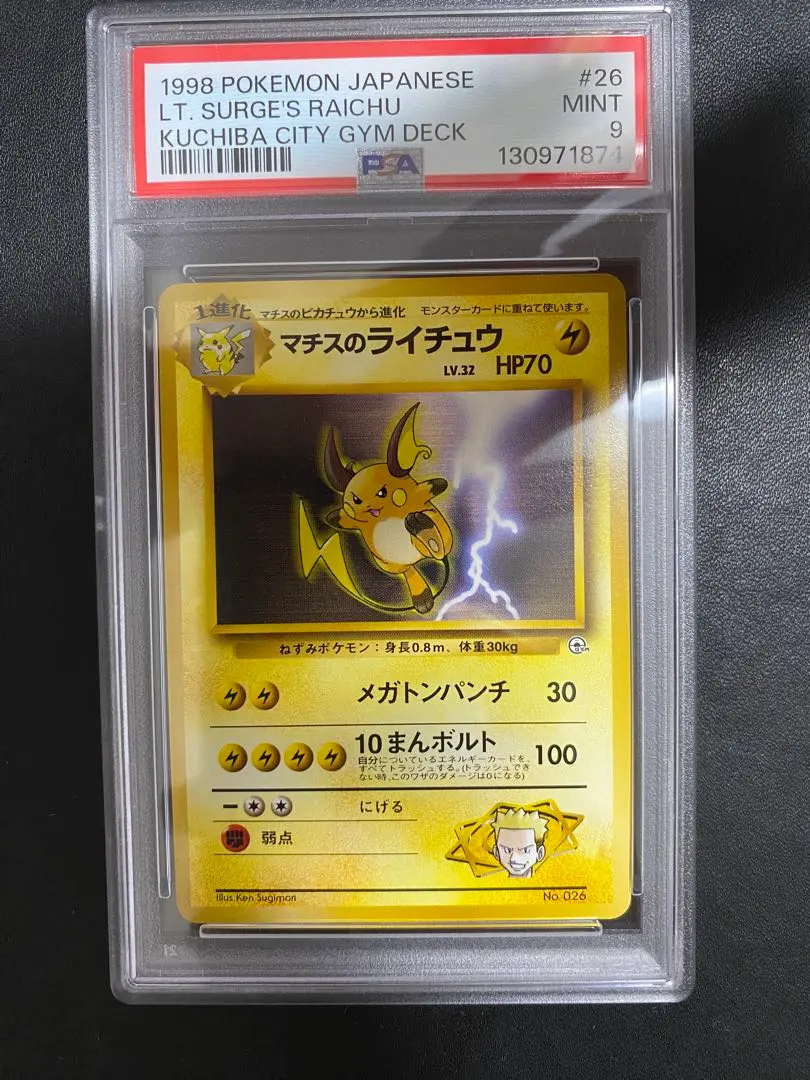 1998 POKEMON JAPANESE #26
LT. SURGE'S RAICHU MINT
KUCHIBA CITY GYM DECK 9
PSA 130971874
1進化 マチスのピカチュウから進化 モンスターカードに重ねて使います。
マチスのライチュウ
LV.32 HP70
ねずみポケモン：身長0.8m、体重30kg
GYM
メガトンパンチ 30
10まんボルト 100
自分についているエネルギーカードを、
すべてトラッシュする。(トラッシュでき
ない時、このワザのダメージは0になる)
ー にげる
弱点
Illus. Ken Sugimori No. 026